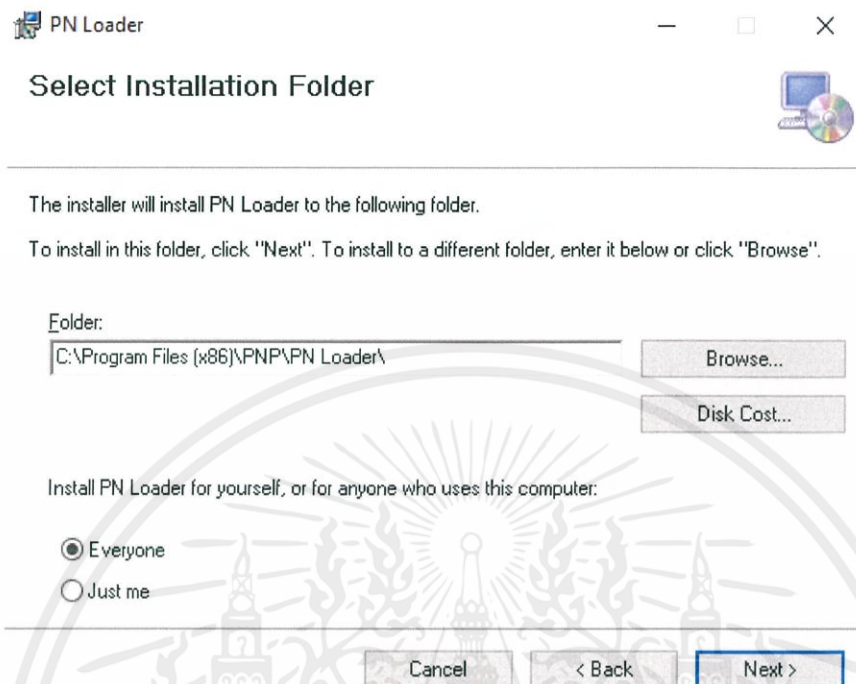 PN Loader
Select Installation Folder
The installer will install PN Loader to the following folder.
To install in this folder, click "Next". To install to a different folder, enter it below or click "Browse".
Folder:
C:\Program Files (x86)\PNP\PN Loader\
Browse...
Disk Cost...
Install PN Loader for yourself, or for anyone who uses this computer:
Everyone
Just me
Cancel
< Back
Next >